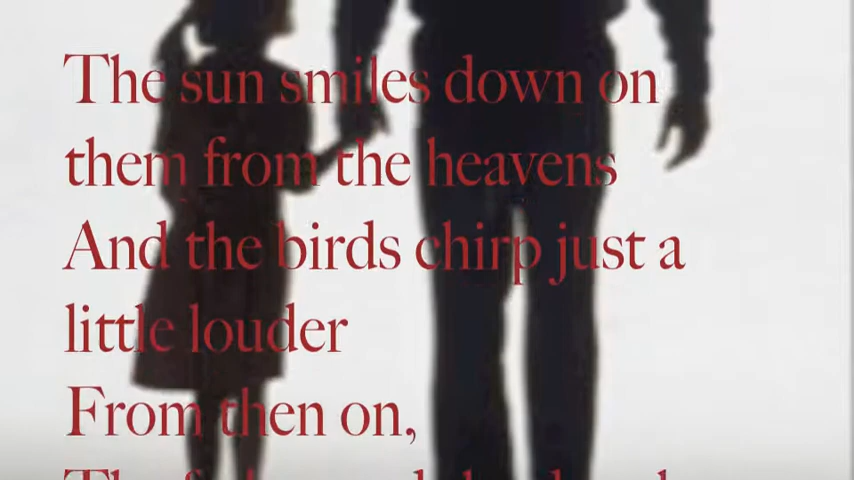 The sun smiles down on
them from the heavens
And the birds chirp just a
little louder
From then on,